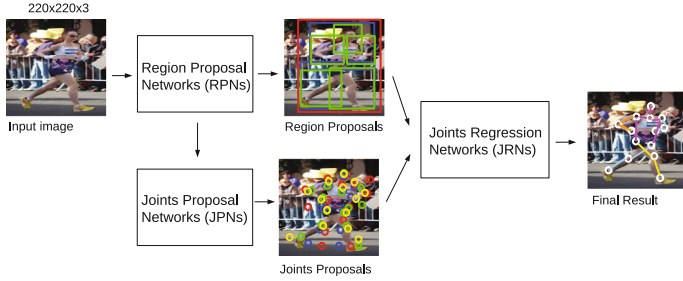 220x220x3
Input image
Region Proposal
Networks (RPNs)
Region Proposals
Joints Proposal
Networks (JPNs)
Joints Proposals
Joints Regression
Networks (JRNs)
Final Result